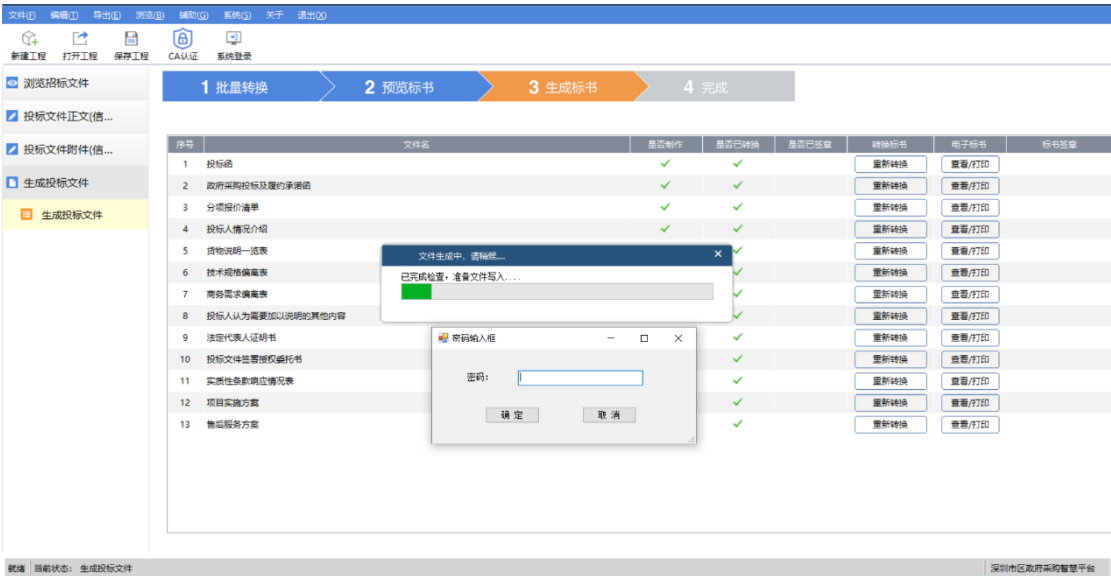 文件(F) 编辑(T) 导出(E) 浏览(B) 辅助(G) 系统(S) 关于 退出(X)
新建工程 打开工程 保存工程 CA认证 系统登录
浏览招标文件
投标文件正文(信...
投标文件附件(信...
生成投标文件
生成投标文件
1 批量转换 2 预览标书 3 生成标书 4 完成
序号 文件名 是否制作 是否已转换 是否已签章 转换标书 电子标书 标书签章
1 投标函 重新转换 查看/打印
2 政府采购投标及履约承诺函 重新转换 查看/打印
3 分项报价清单 重新转换 查看/打印
4 投标人情况介绍 重新转换 查看/打印
5 货物说明一览表 重新转换 查看/打印
6 技术规格偏离表 重新转换 查看/打印
7 商务需求偏离表 重新转换 查看/打印
8 投标人认为需要加以说明的其他内容 重新转换 查看/打印
9 法定代表人证明书 重新转换 查看/打印
10 投标文件签署授权委托书 重新转换 查看/打印
11 实质性条款响应情况表 重新转换 查看/打印
12 项目实施方案 重新转换 查看/打印
13 售后服务方案 重新转换 查看/打印
文件生成中，请稍候...
已完成检查，准备文件写入....
密码输入框
密码：
确定 取消
就绪 当前状态： 生成投标文件 深圳市区政府采购智慧平台